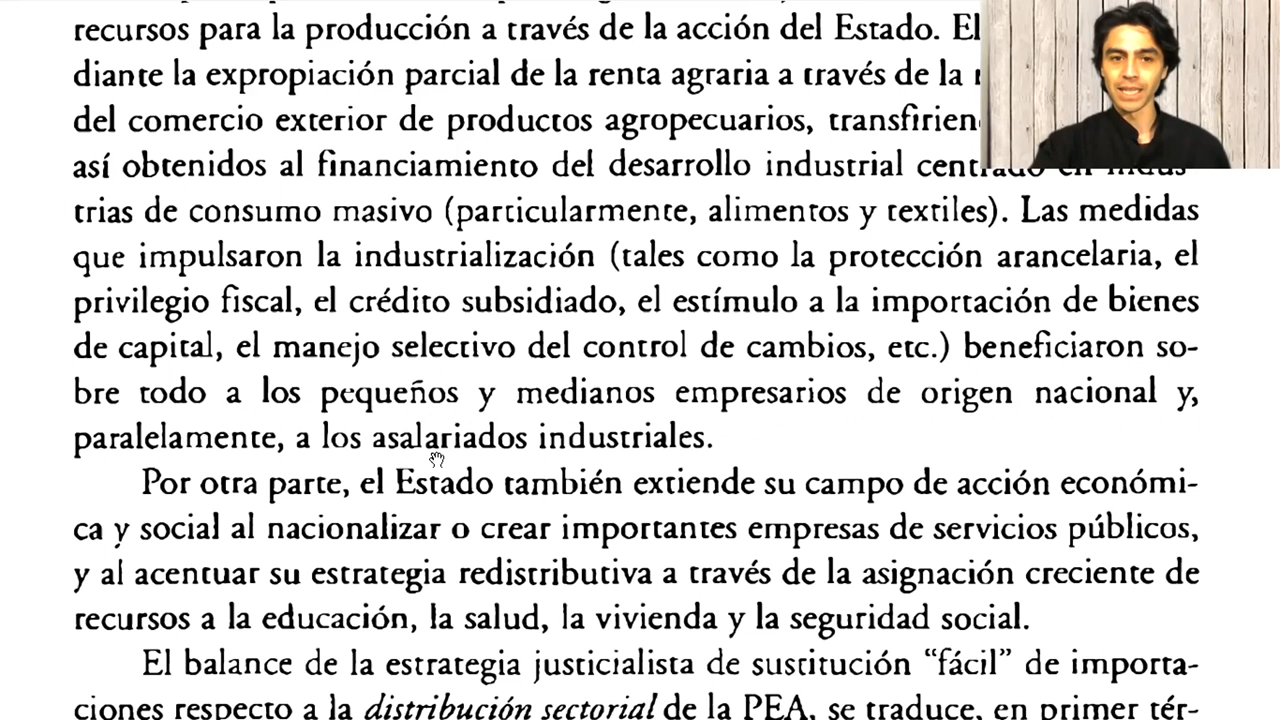 recursos para la producción a través de la acción del Estado. El
diante la expropiación parcial de la renta agraria a través de la
del comercio exterior de productos agropecuarios,
así obtenidos al financiamiento del desarrollo industrial centrado en indus-
trias de consumo masivo (particularmente, alimentos y textiles). Las medidas
que impulsaron la industrialización (tales como la protección arancelaria, el
privilegio fiscal, el crédito subsidiado, el estímulo a la importación de bienes
de capital, el manejo selectivo del control de cambios, etc.) beneficiaron so-
bre todo a los pequeños y medianos empresarios de origen nacional y,
paralelamente, a los asalariados industriales.
Por otra parte, el Estado también extiende su campo de acción económi-
ca y social al nacionalizar o crear importantes empresas de servicios públicos,
y al acentuar su estrategia redistributiva a través de la asignación creciente de
recursos a la educación, la salud, la vivienda y la seguridad social.
El balance de la estrategia justicialista de sustitución “fácil” de importa-
ciones respecto a la distribución sectorial de la PEA, se traduce, en primer tér-